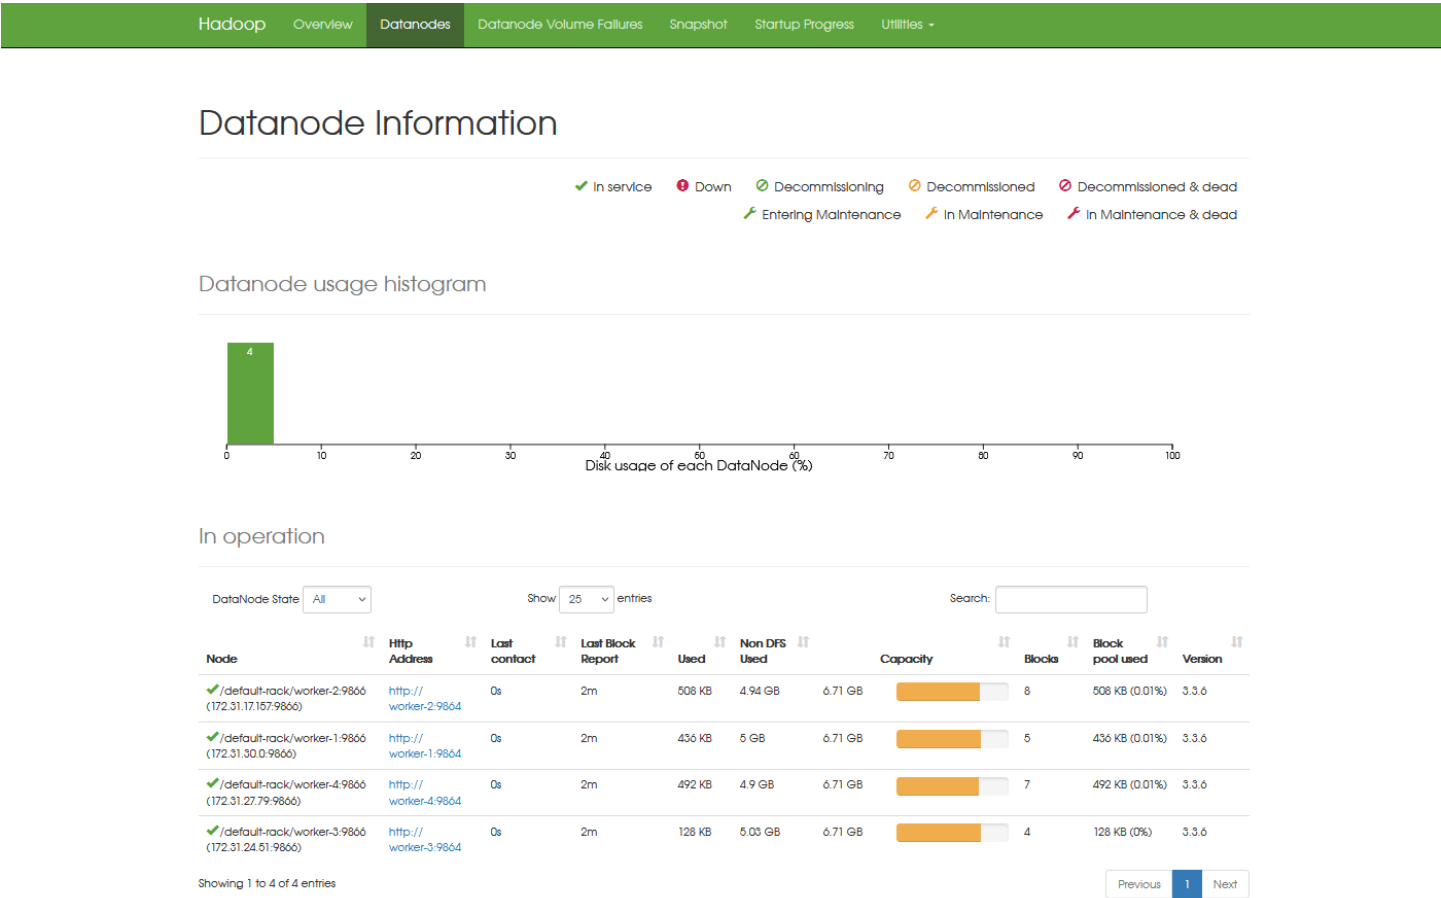 Hadoop Overview Datanodes Datanode Volume Failures Snapshot Startup Progress Utilities
Datanode Information
In service Down Decommissioning Decommissioned Decommissioned & dead
Entering Maintenance In Maintenance In Maintenance & dead
Datanode usage histogram
4
0 10 20 30 40 50 60 70 80 90 100
Disk usage of each DataNode (%)
In operation
DataNode State All Show 25 entries Search:
Node Http Address Last contact Last Block Report Used Non DFS Used Capacity Blocks Block pool used Version
/default-rack/worker-2:9866 http:// 0s 2m 508 KB 4.94 GB 6.71 GB 8 508 KB (0.01%) 3.3.6
(172.31.17.157:9866) worker-2:9864
/default-rack/worker-1:9866 http:// 0s 2m 436 KB 5 GB 6.71 GB 5 436 KB (0.01%) 3.3.6
(172.31.30.0:9866) worker-1:9864
/default-rack/worker-4:9866 http:// 0s 2m 492 KB 4.9 GB 6.71 GB 7 492 KB (0.01%) 3.3.6
(172.31.27.79:9866) worker-4:9864
/default-rack/worker-3:9866 http:// 0s 2m 128 KB 5.03 GB 6.71 GB 4 128 KB (0%) 3.3.6
(172.31.24.51:9866) worker-3:9864
Showing 1 to 4 of 4 entries Previous 1 Next